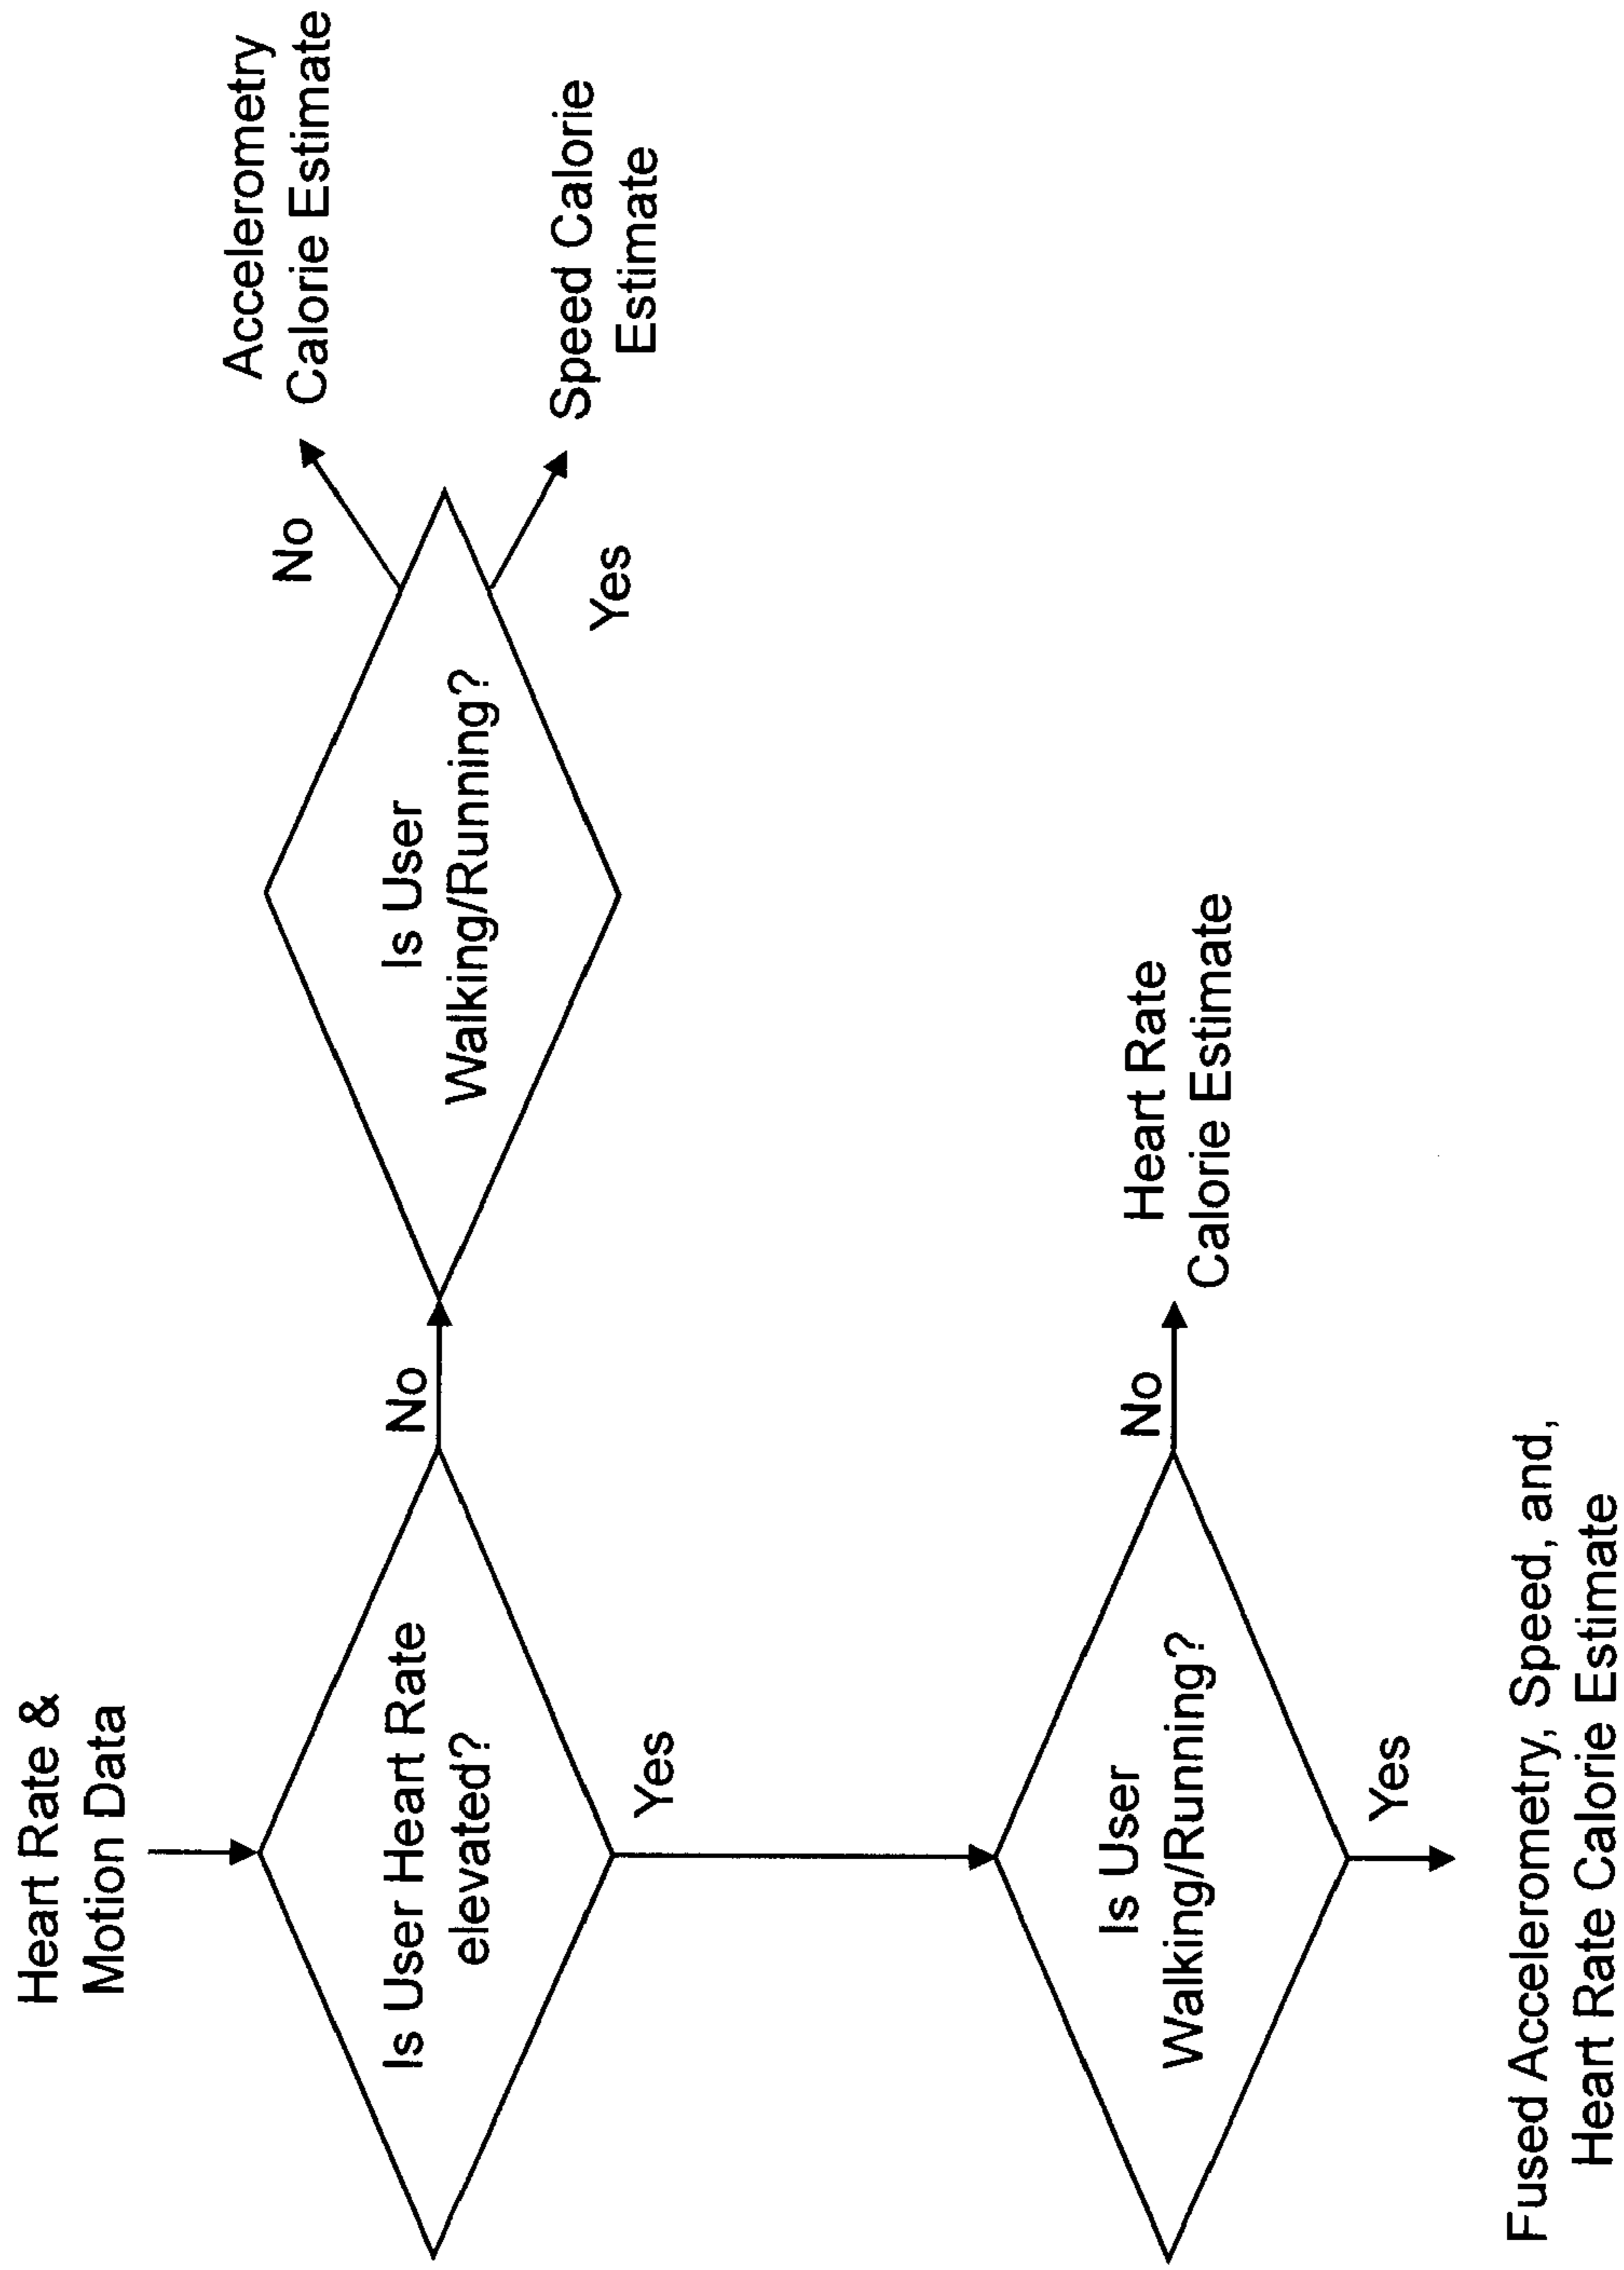 Heart Rate &
Motion Data
Is User Heart Rate
elevated?
No
Is User
Walking/Running?
No
Accelerometry
Calorie Estimate
Yes
Speed Calorie
Estimate
Yes
Is User
Walking/Running?
No
Heart Rate
Calorie Estimate
Yes
Fused Accelerometry, Speed, and,
Heart Rate Calorie Estimate